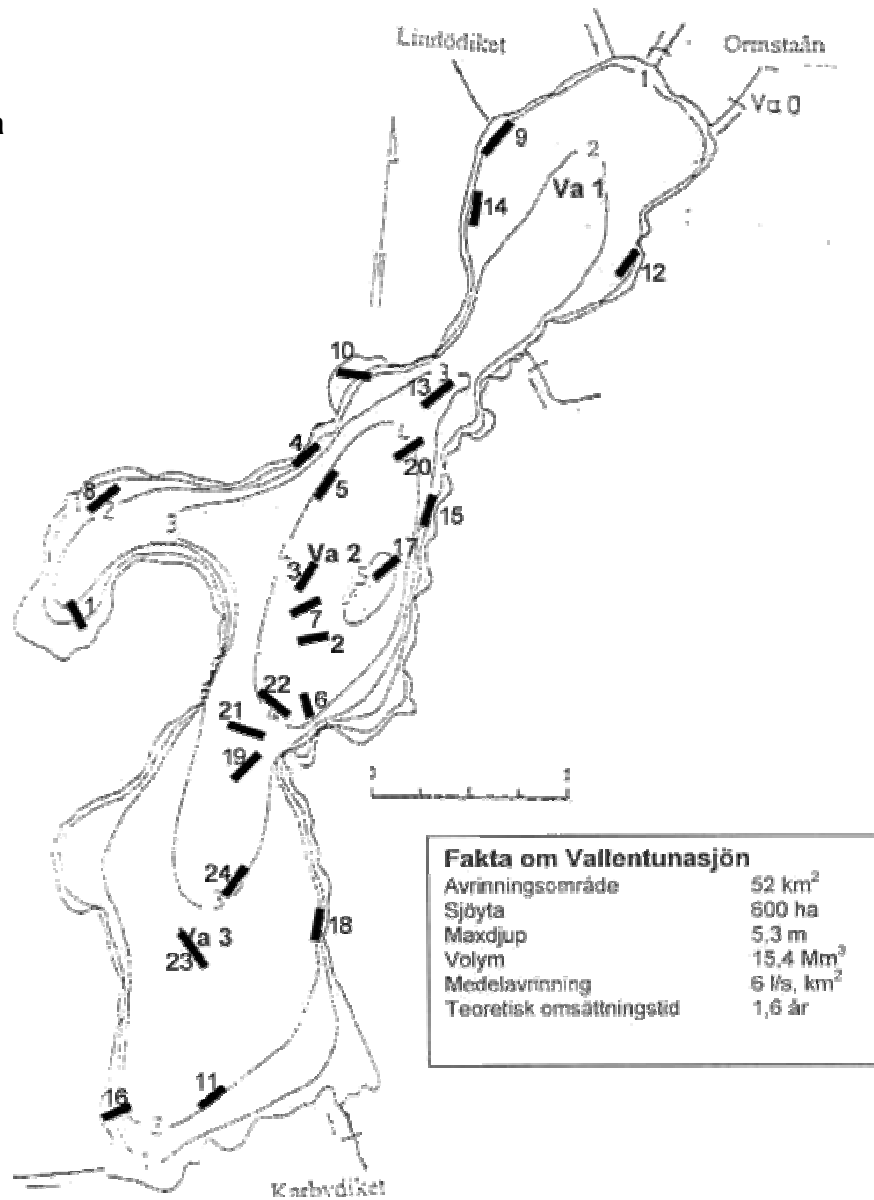 Lindödiket
Ormstaån
Va 0
1
9
2
Va 1
14
12
10
3
13
4
20
5
8
2
15
3
Va 2
17
3
5
1
7
2
22
6
21
19
0 1
24
3
Va 3
18
23
11
16
2
1
Karbydiket
Fakta om Vallentunasjön
Avrinningsområde 52 km²
Sjöyta 600 ha
Maxdjup 5,3 m
Volym 15,4 Mm³
Medelavrinning 6 l/s, km²
Teoretisk omsättningstid 1,6 år